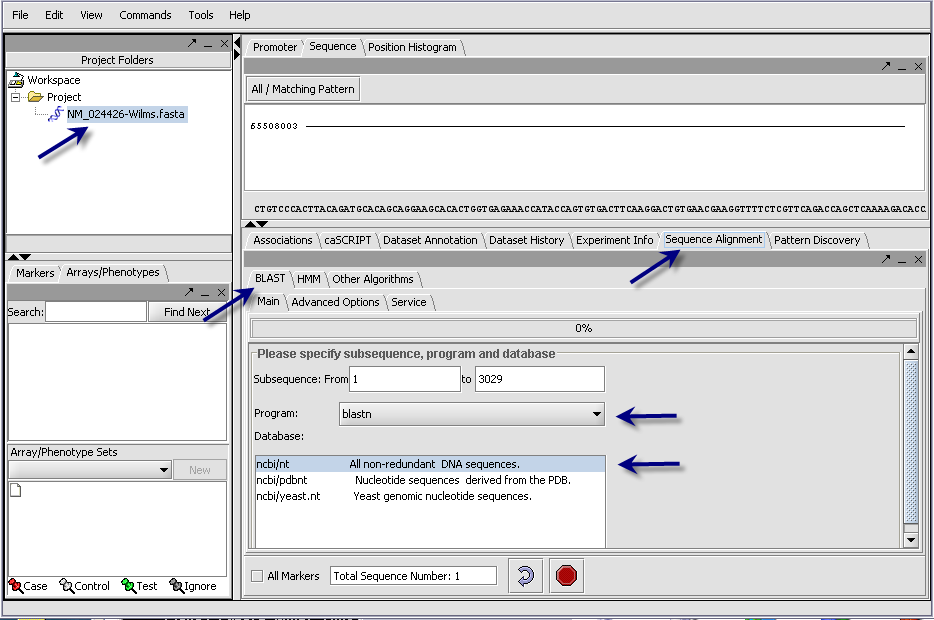 File Edit View Commands Tools Help
Project Folders
Workspace
Project
NM_024426-Wilms.fasta
Markers Arrays/Phenotypes
Search: Find Next
Array/Phenotype Sets
New
Case Control Test Ignore
Promoter Sequence Position Histogram
All / Matching Pattern
65508003
CTGTCCCACTTACAGATGCACAGCAGGAAGCACACTGGTGAGAAACCATACCAGTGTGACTTCAAGGACTGTGAACGAAGGTTTTCTCGTTCAGACCAGCTCAAAAGACACC
Associations caSCRIPT Dataset Annotation Dataset History Experiment Info Sequence Alignment Pattern Discovery
BLAST HMM Other Algorithms
Main Advanced Options Service
0%
Please specify subsequence, program and database
Subsequence: From 1 to 3029
Program: blastn
Database:
ncbi/nt All non-redundant DNA sequences.
ncbi/pdbnt Nucleotide sequences derived from the PDB.
ncbi/yeast.nt Yeast genomic nucleotide sequences.
All Markers Total Sequence Number: 1